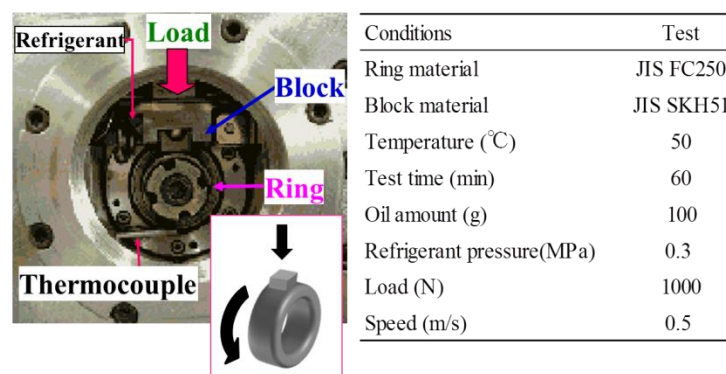 Refrigerant
Load
Block
Ring
Thermocouple
Conditions Test
Ring material JIS FC250
Block material JIS SKH51
Temperature (℃) 50
Test time (min) 60
Oil amount (g) 100
Refrigerant pressure(MPa) 0.3
Load (N) 1000
Speed (m/s) 0.5